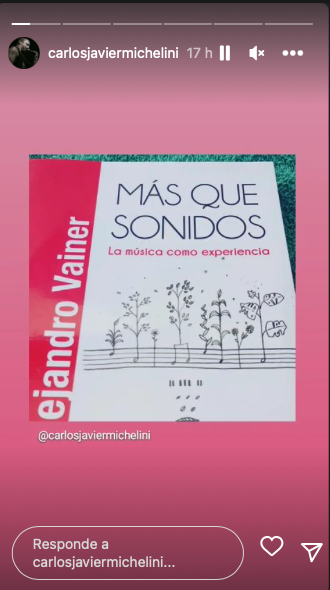 carlosjaviermichelini 17 h
MÁS QUE
SONIDOS
La música como experiencia
ejandro Vainer
@carlosjaviermichelini
Responde a
carlosjaviermichelini...